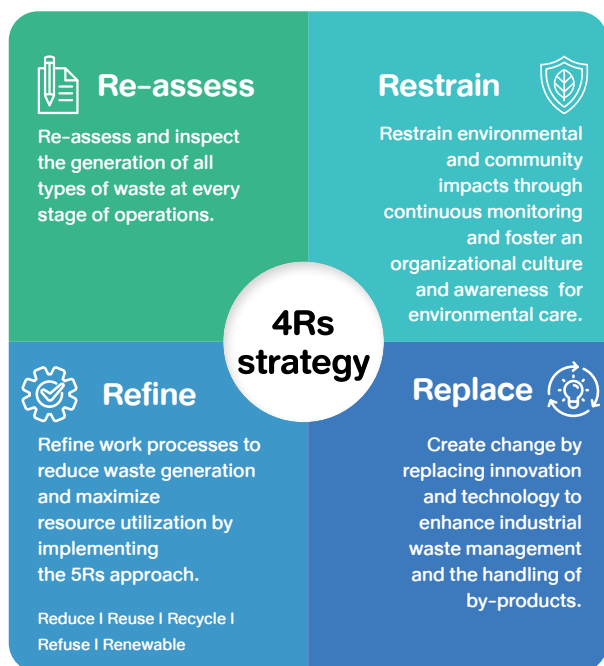 Re-assess
Re-assess and inspect
the generation of all
types of waste at every
stage of operations.
Restrain
Restrain environmental
and community
impacts through
continuous monitoring
and foster an
organizational culture
and awareness for
environmental care.
4Rs
strategy
Refine
Refine work processes to
reduce waste generation
and maximize
resource utilization by
implementing
the 5Rs approach.
Reduce I Reuse I Recycle I
Refuse I Renewable
Replace
Create change by
replacing innovation
and technology to
enhance industrial
waste management
and the handling of
by-products.